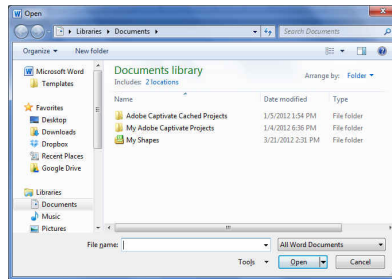 Open
Libraries
Documents
Search Documents
Organize
New folder
Microsoft Word
Templates
Favorites
Desktop
Downloads
Dropbox
Recent Places
Google Drive
Libraries
Documents
Music
Pictures
Documents library
Includes: 2 locations
Arrange by: Folder
Name Date modified Type
Adobe Captivate Cached Projects 1/5/2012 1:54 PM File folder
My Adobe Captivate Projects 1/4/2012 6:36 PM File folder
My Shapes 3/21/2012 2:31 PM File folder
File name:
All Word Documents
Tools
Open
Cancel